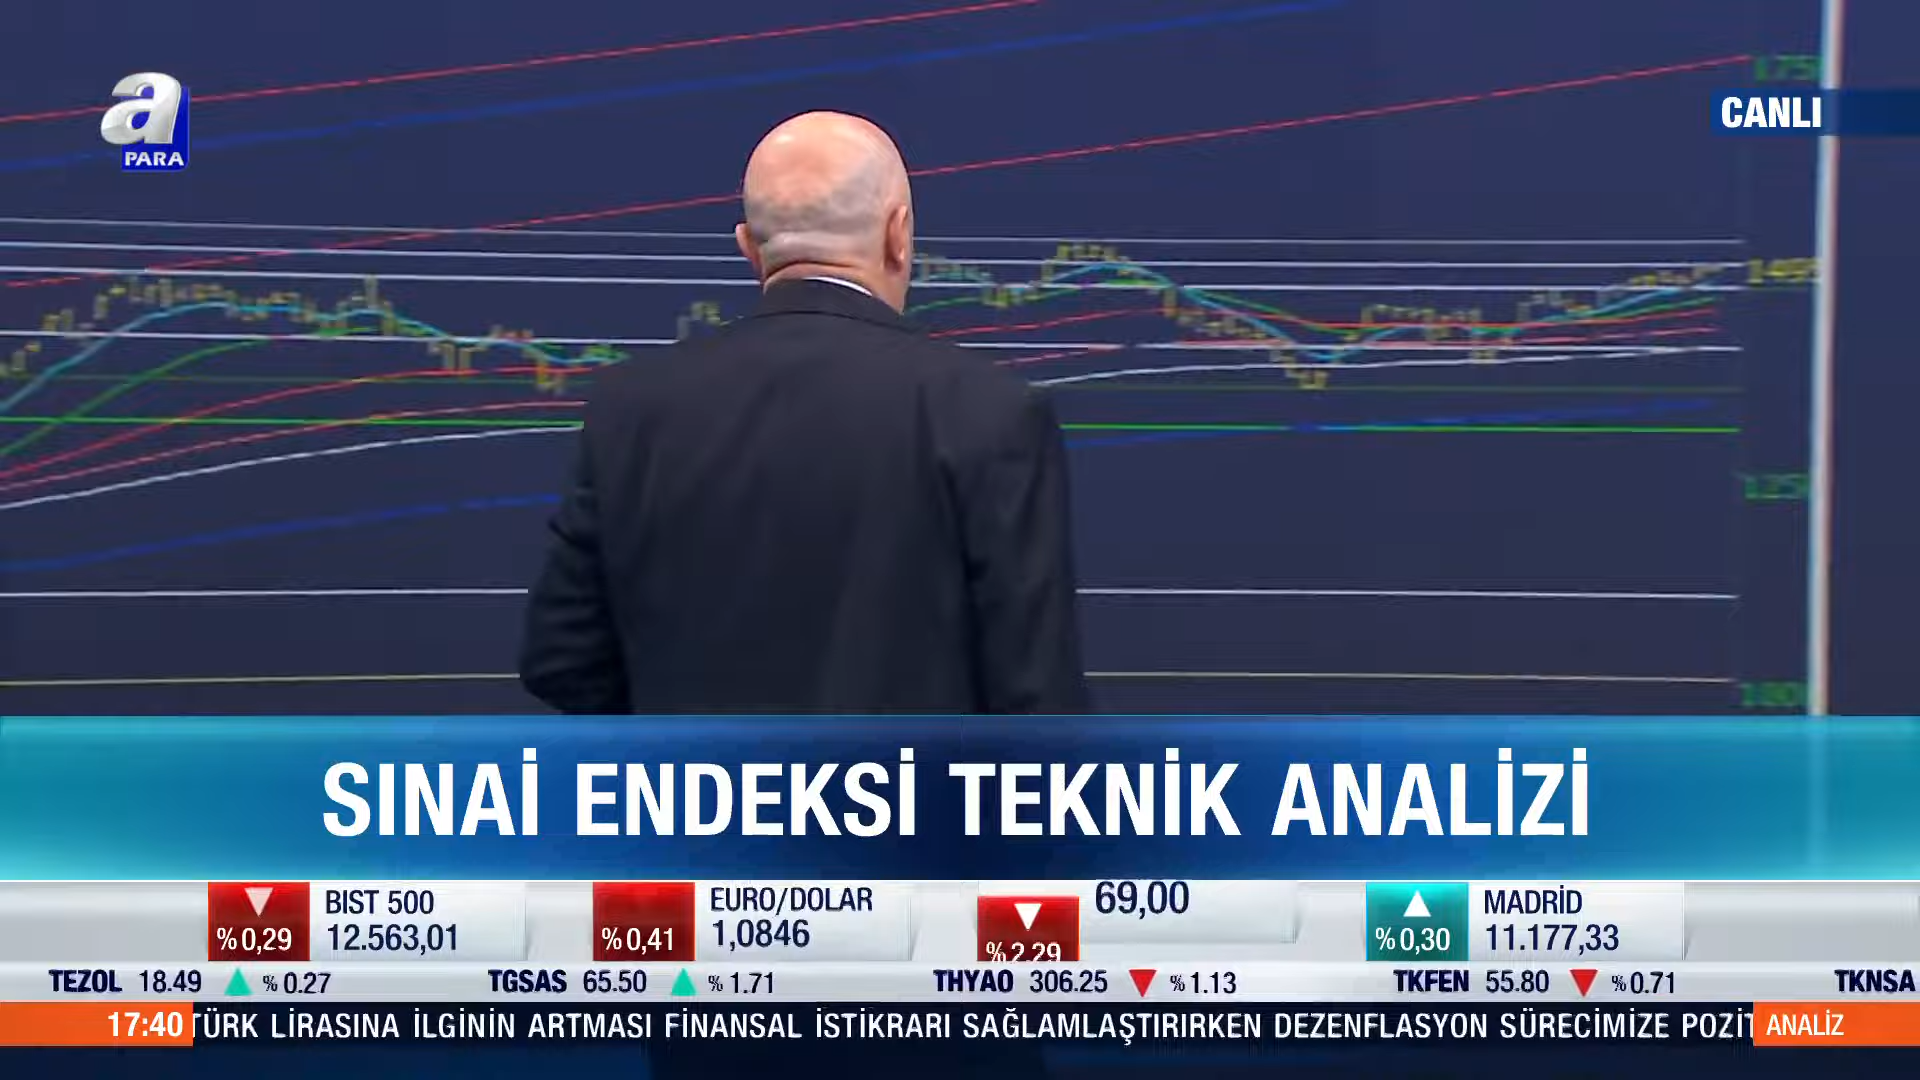 a
PARA
CANLI
SINAİ ENDEKSİ TEKNİK ANALİZİ
%0,29 BIST 500 12.563,01
%0,41 EURO/DOLAR 1,0846
%2,29 69,00
%0,30 MADRİD 11.177,33
TEZOL 18.49 %0.27 TGSAS 65.50 %1.71 THYAO 306.25 %1.13 TKFEN 55.80 %0.71 TKNSA
17:40 TÜRK LİRASINA İLGİNİN ARTMASI FİNANSAL İSTİKRARI SAĞLAMLAŞTIRIRKEN DEZENFLASYON SÜRECİMİZE POZİT ANALİZ